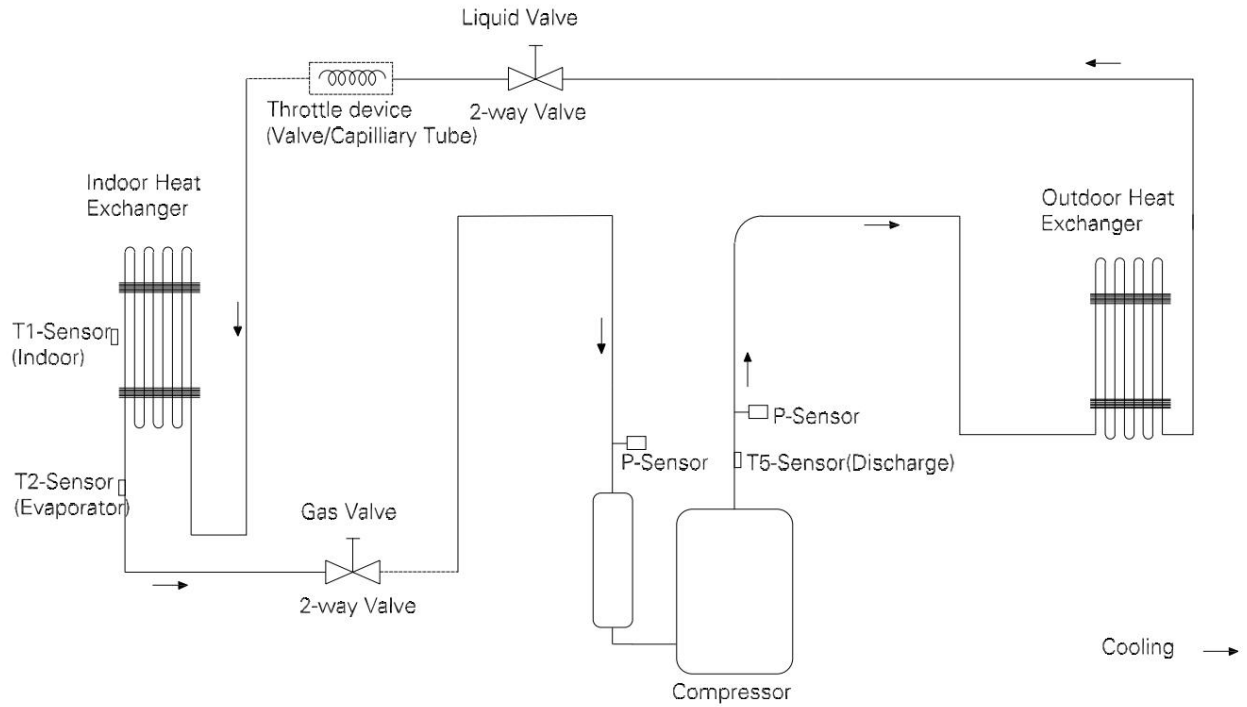 Liquid Valve
2-way Valve
Throttle device
(Valve/Capilliary Tube)
Indoor Heat
Exchanger
Outdoor Heat
Exchanger
T1-Sensor
(Indoor)
P-Sensor
P-Sensor
T5-Sensor(Discharge)
T2-Sensor
(Evaporator)
Gas Valve
2-way Valve
Cooling
Compressor